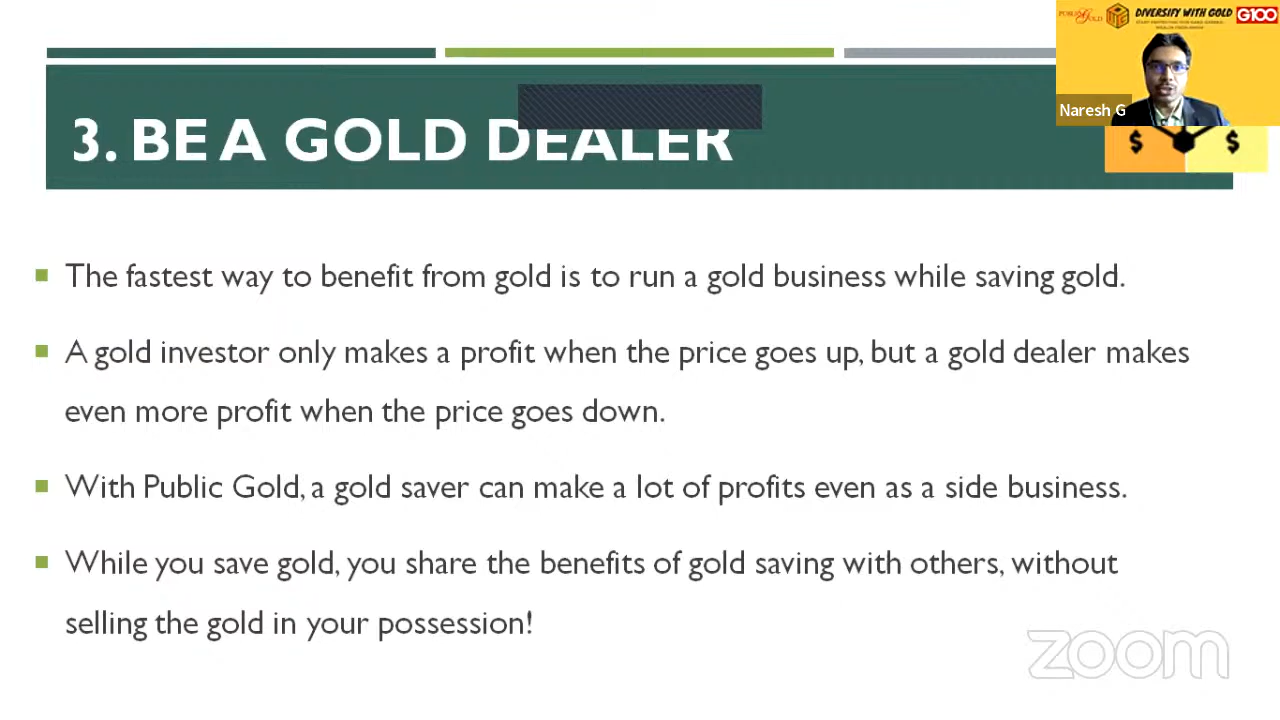 PUBLIC GOLD
DIVERSIFY WITH GOLD
G100
Naresh G
$ $
3. BE A GOLD DEALER
The fastest way to benefit from gold is to run a gold business while saving gold.
A gold investor only makes a profit when the price goes up, but a gold dealer makes
even more profit when the price goes down.
With Public Gold, a gold saver can make a lot of profits even as a side business.
While you save gold, you share the benefits of gold saving with others, without
selling the gold in your possession!
zoom